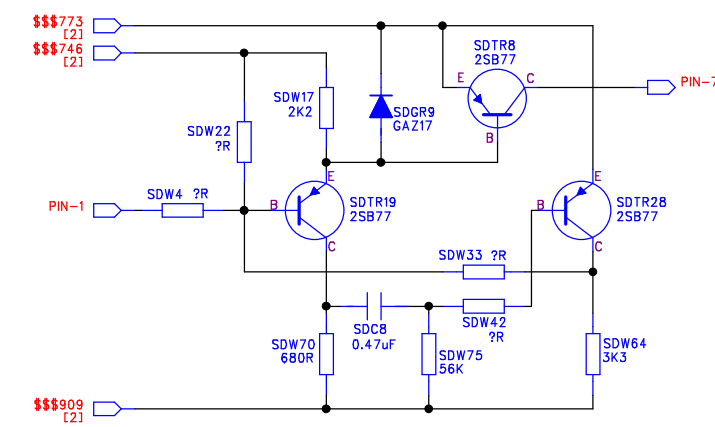 $$$773
[2]
$$$746
[2]
SDTR8
2SB77
E
C
B
PIN-7
SDW17
2K2
SDGR9
GAZ17
SDW22
?R
SDW4 ?R
PIN-1
B
E
C
SDTR19
2SB77
B
E
C
SDTR28
2SB77
SDW33 ?R
SDC8
0.47uF
SDW42
?R
SDW70
680R
SDW75
56K
SDW64
3K3
$$$909
[2]